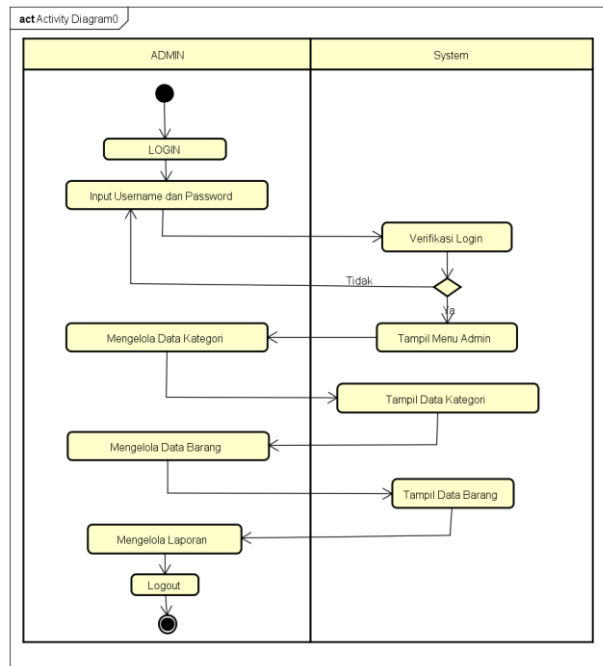 act Activity Diagram0
ADMIN
System
LOGIN
Input Username dan Password
Verifikasi Login
Tidak
Ya
Mengelola Data Kategori
Tampil Menu Admin
Tampil Data Kategori
Mengelola Data Barang
Tampil Data Barang
Mengelola Laporan
Logout